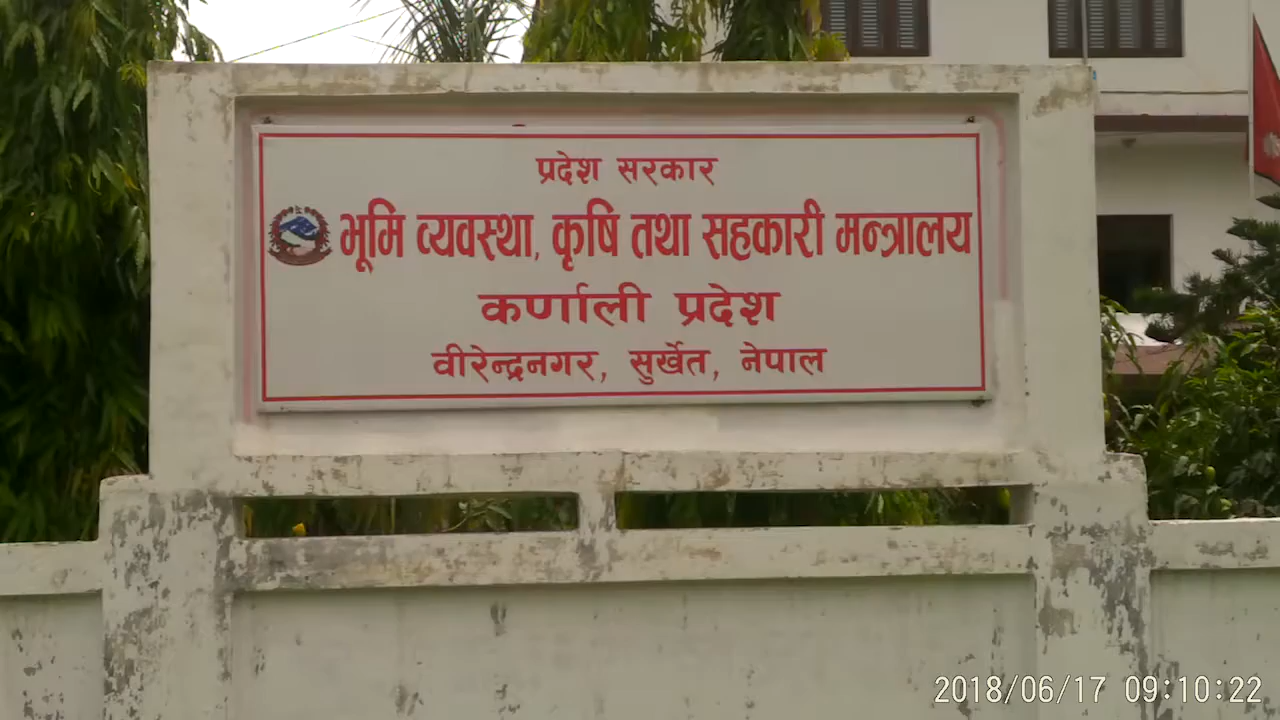 प्रदेश सरकार
भूमि व्यवस्था, कृषि तथा सहकारी मन्त्रालय
कर्णाली प्रदेश
वीरेन्द्रनगर, सुर्खेत, नेपाल
2018/06/17 09:10:22